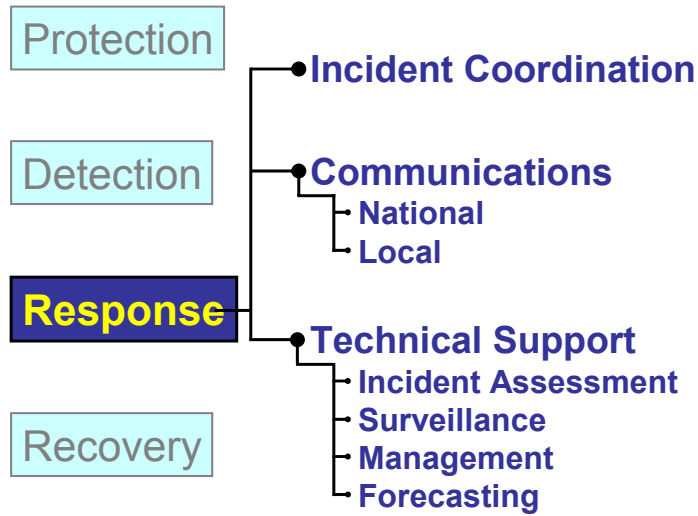 Protection
Detection
Response
Recovery
Incident Coordination
Communications
National
Local
Technical Support
Incident Assessment
Surveillance
Management
Forecasting